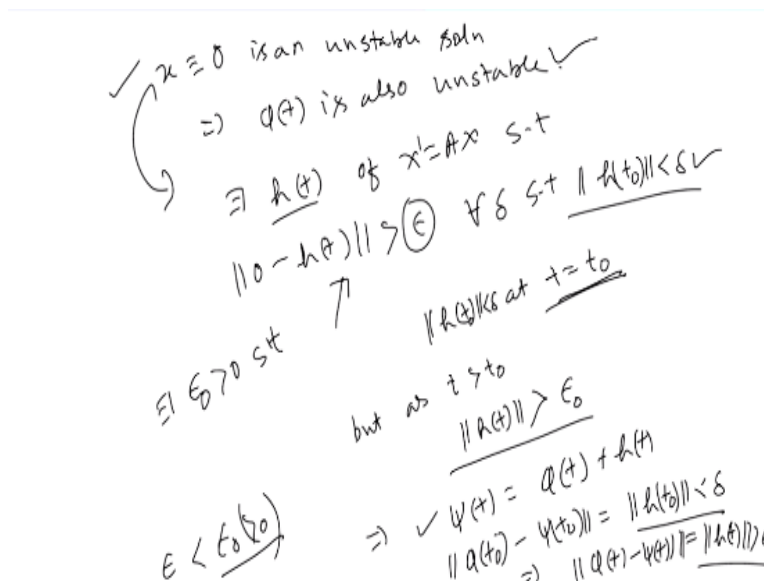 ✓ x ≡ 0 is an unstable soln
⇒ φ(t) is also unstable ✓
∃ h(t) of x' = Ax s.t
||0 - h(t)|| > ε ∀ δ s.t ||h(t0)|| < δ ✓
∃ ε0 > 0 s.t
||h(t)|| < δ at t = t0
but as t > t0
||h(t)|| > ε0
ε < ε0 (>0)
⇒ ✓ ψ(t) = φ(t) + h(t)
||φ(t0) - ψ(t0)|| = ||h(t0)|| < δ
⇒ ||φ(t) - ψ(t)|| = ||h(t)|| >